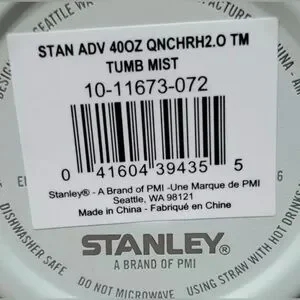 STAN ADV 40OZ QNCHRH2.O TM
TUMB MIST
10-11673-072
0 41604 39435 5
Stanley® - A Brand of PMI -Une Marque de PMI
Seattle, WA 98121
Made in China - Fabriqué en Chine
STANLEY®
A BRAND OF PMI
DISHWASHER SAFE
DO NOT MICROWAVE
USING STRAW WITH HOT DRINKS